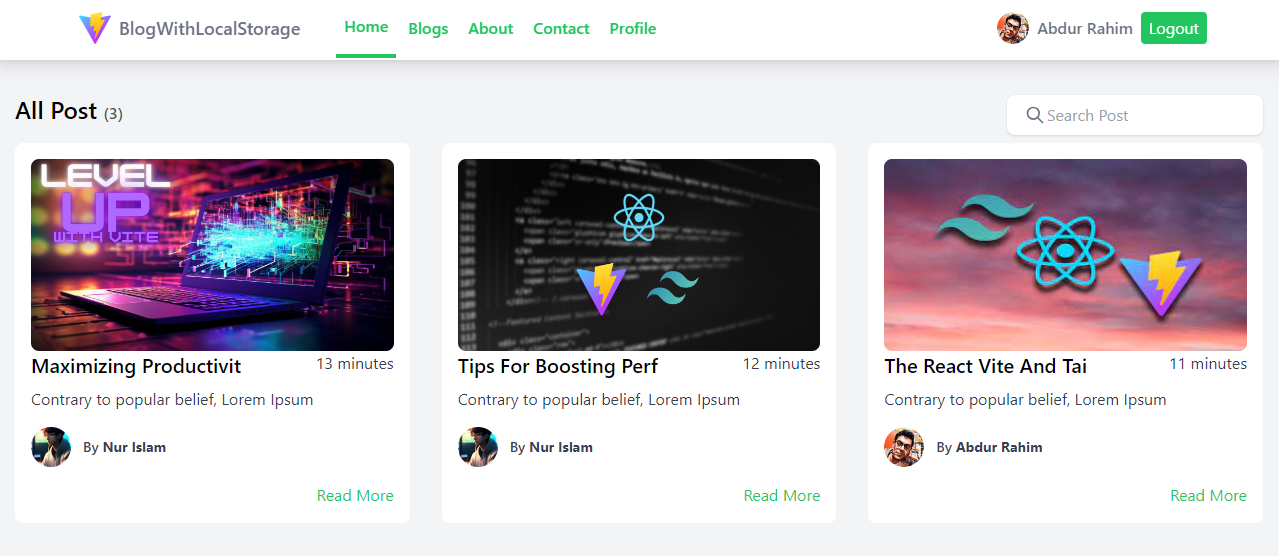 BlogWithLocalStorage Home Blogs About Contact Profile Abdur Rahim Logout
All Post (3)
Search Post
LEVEL
UP
WITH VITE
Maximizing Productivit 13 minutes
Contrary to popular belief, Lorem Ipsum
By Nur Islam
Read More
Tips For Boosting Perf 12 minutes
Contrary to popular belief, Lorem Ipsum
By Nur Islam
Read More
The React Vite And Tai 11 minutes
Contrary to popular belief, Lorem Ipsum
By Abdur Rahim
Read More